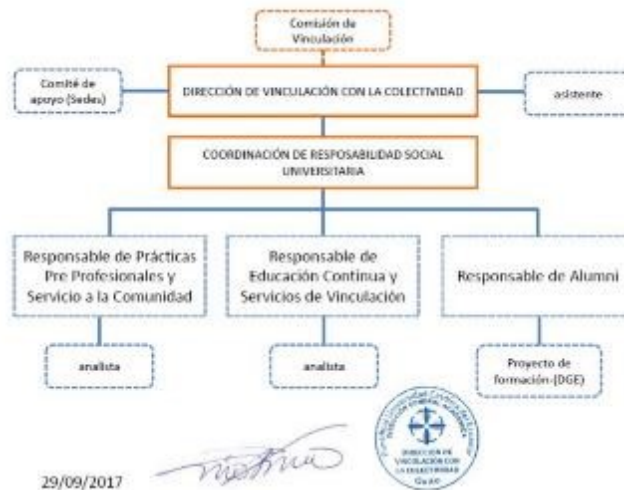 Comisión de
Vinculación
Comité de
apoyo (Sedes)
DIRECCIÓN DE VINCULACIÓN CON LA COLECTIVIDAD
asistente
COORDINACIÓN DE RESPOSABILIDAD SOCIAL
UNIVERSITARIA
Responsable de Prácticas
Pre Profesionales y
Servicio a la Comunidad
Responsable de
Educación Continua y
Servicios de Vinculación
Responsable de Alumni
analista
analista
Proyecto de
formación-(DGE)
DIRECCIÓN DE
VINCULACIÓN CON
LA COLECTIVIDAD
29/09/2017